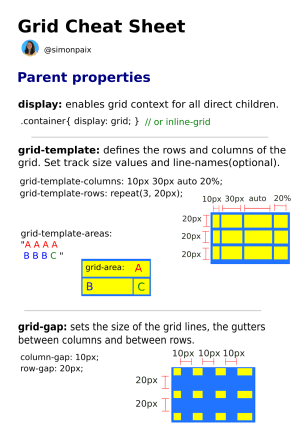 Grid Cheat Sheet
@simonpaix
Parent properties
display: enables grid context for all direct children.
.container{ display: grid; } // or inline-grid
grid-template: defines the rows and columns of the
grid. Set track size values and line-names(optional).
grid-template-columns: 10px 30px auto 20%;
grid-template-rows: repeat(3, 20px);
10px 30px auto 20%
20px
20px
20px
grid-template-areas:
"A A A A
B B B C "
grid-area: A
B C
grid-gap: sets the size of the grid lines, the gutters
between columns and between rows.
column-gap: 10px;
row-gap: 20px;
10px 10px 10px
20px
20px